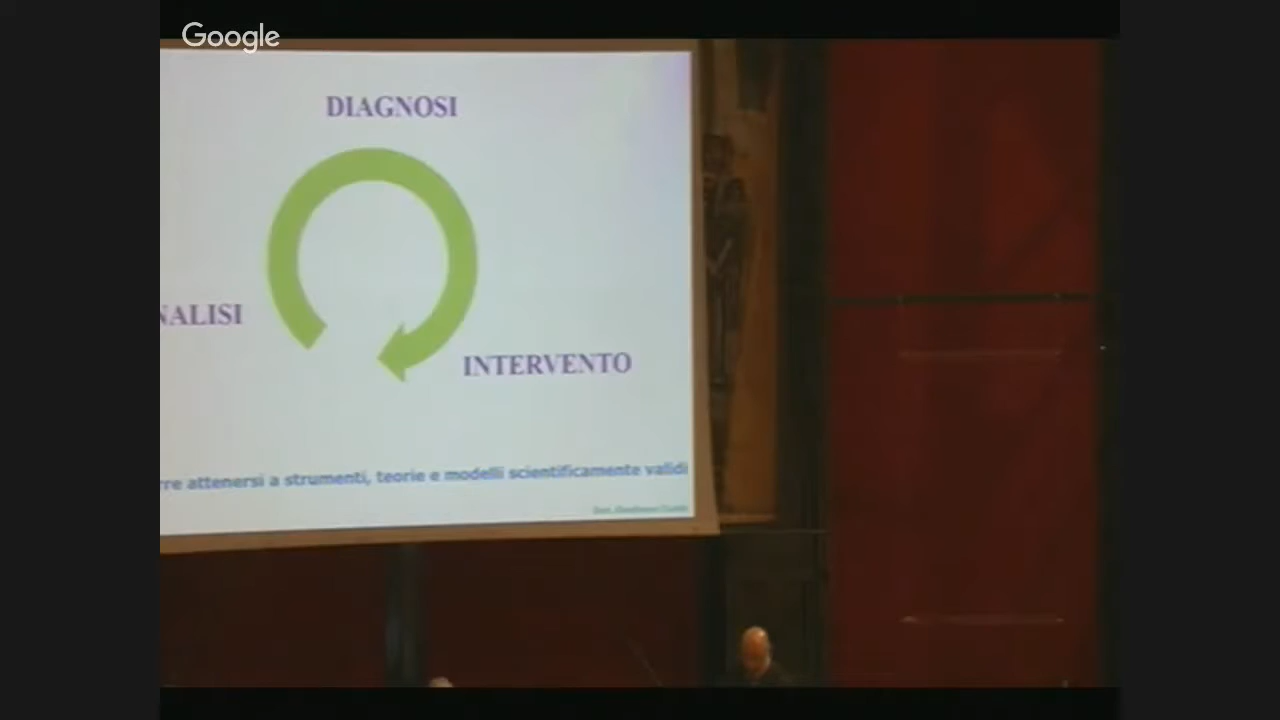 Google
DIAGNOSI
NALISI
INTERVENTO
rre attenersi a strumenti, teorie e modelli scientificamente validi